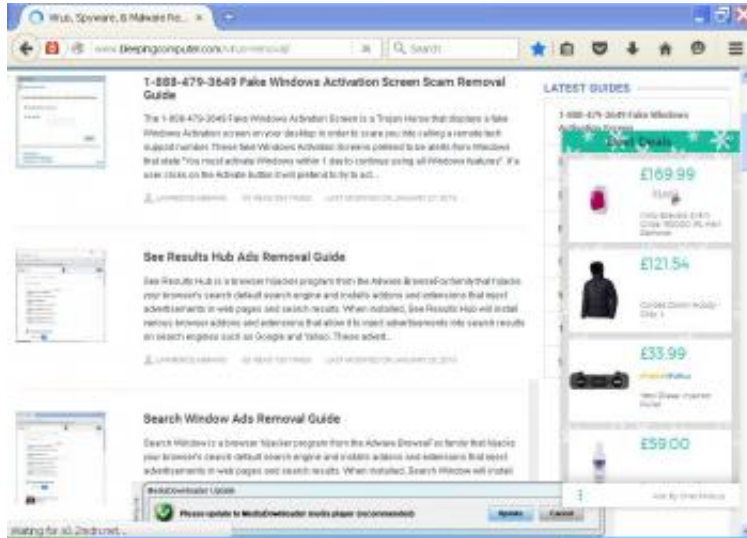 Virus, Spyware, & Malware Re...
www.bleepingcomputer.com/virus-removal/
Search
1-888-479-3649 Fake Windows Activation Screen Scam Removal
Guide
The 1-888-479-3649 Fake Windows Activation Screen is a Trojan Horse that displays a fake
Windows Activation screen on your desktop in order to scare you into calling a remote tech
support number. These fake Windows Activation Screens pretend to be alerts from Windows
that state "You must activate Windows within 1 day to continue using all Windows features". If a
user clicks on the Activate button it will pretend to try to act...
See Results Hub Ads Removal Guide
See Results Hub is a browser hijacker program from the Adware.BrowseFox family that hijacks
your browser's search default search engine and installs addons and extensions that inject
advertisements in web pages and search results. When installed, See Results Hub will install
various browser addons and extensions that allow it to inject advertisements into search results
on search engines such as Google and Yahoo. These advert...
Search Window Ads Removal Guide
Search Window is a browser hijacker program from the Adware.BrowseFox family that hijacks
your browser's search default search engine and installs addons and extensions that inject
advertisements in web pages and search results. When installed, Search Window will install
LATEST GUIDES
1-888-479-3649 Fake Windows
Activation Screen
Best Deals
£169.99
£121.54
£33.99
£59.00
MediaDownloader Update
Please update to MediaDownloader media player (recommended)
Update
Cancel